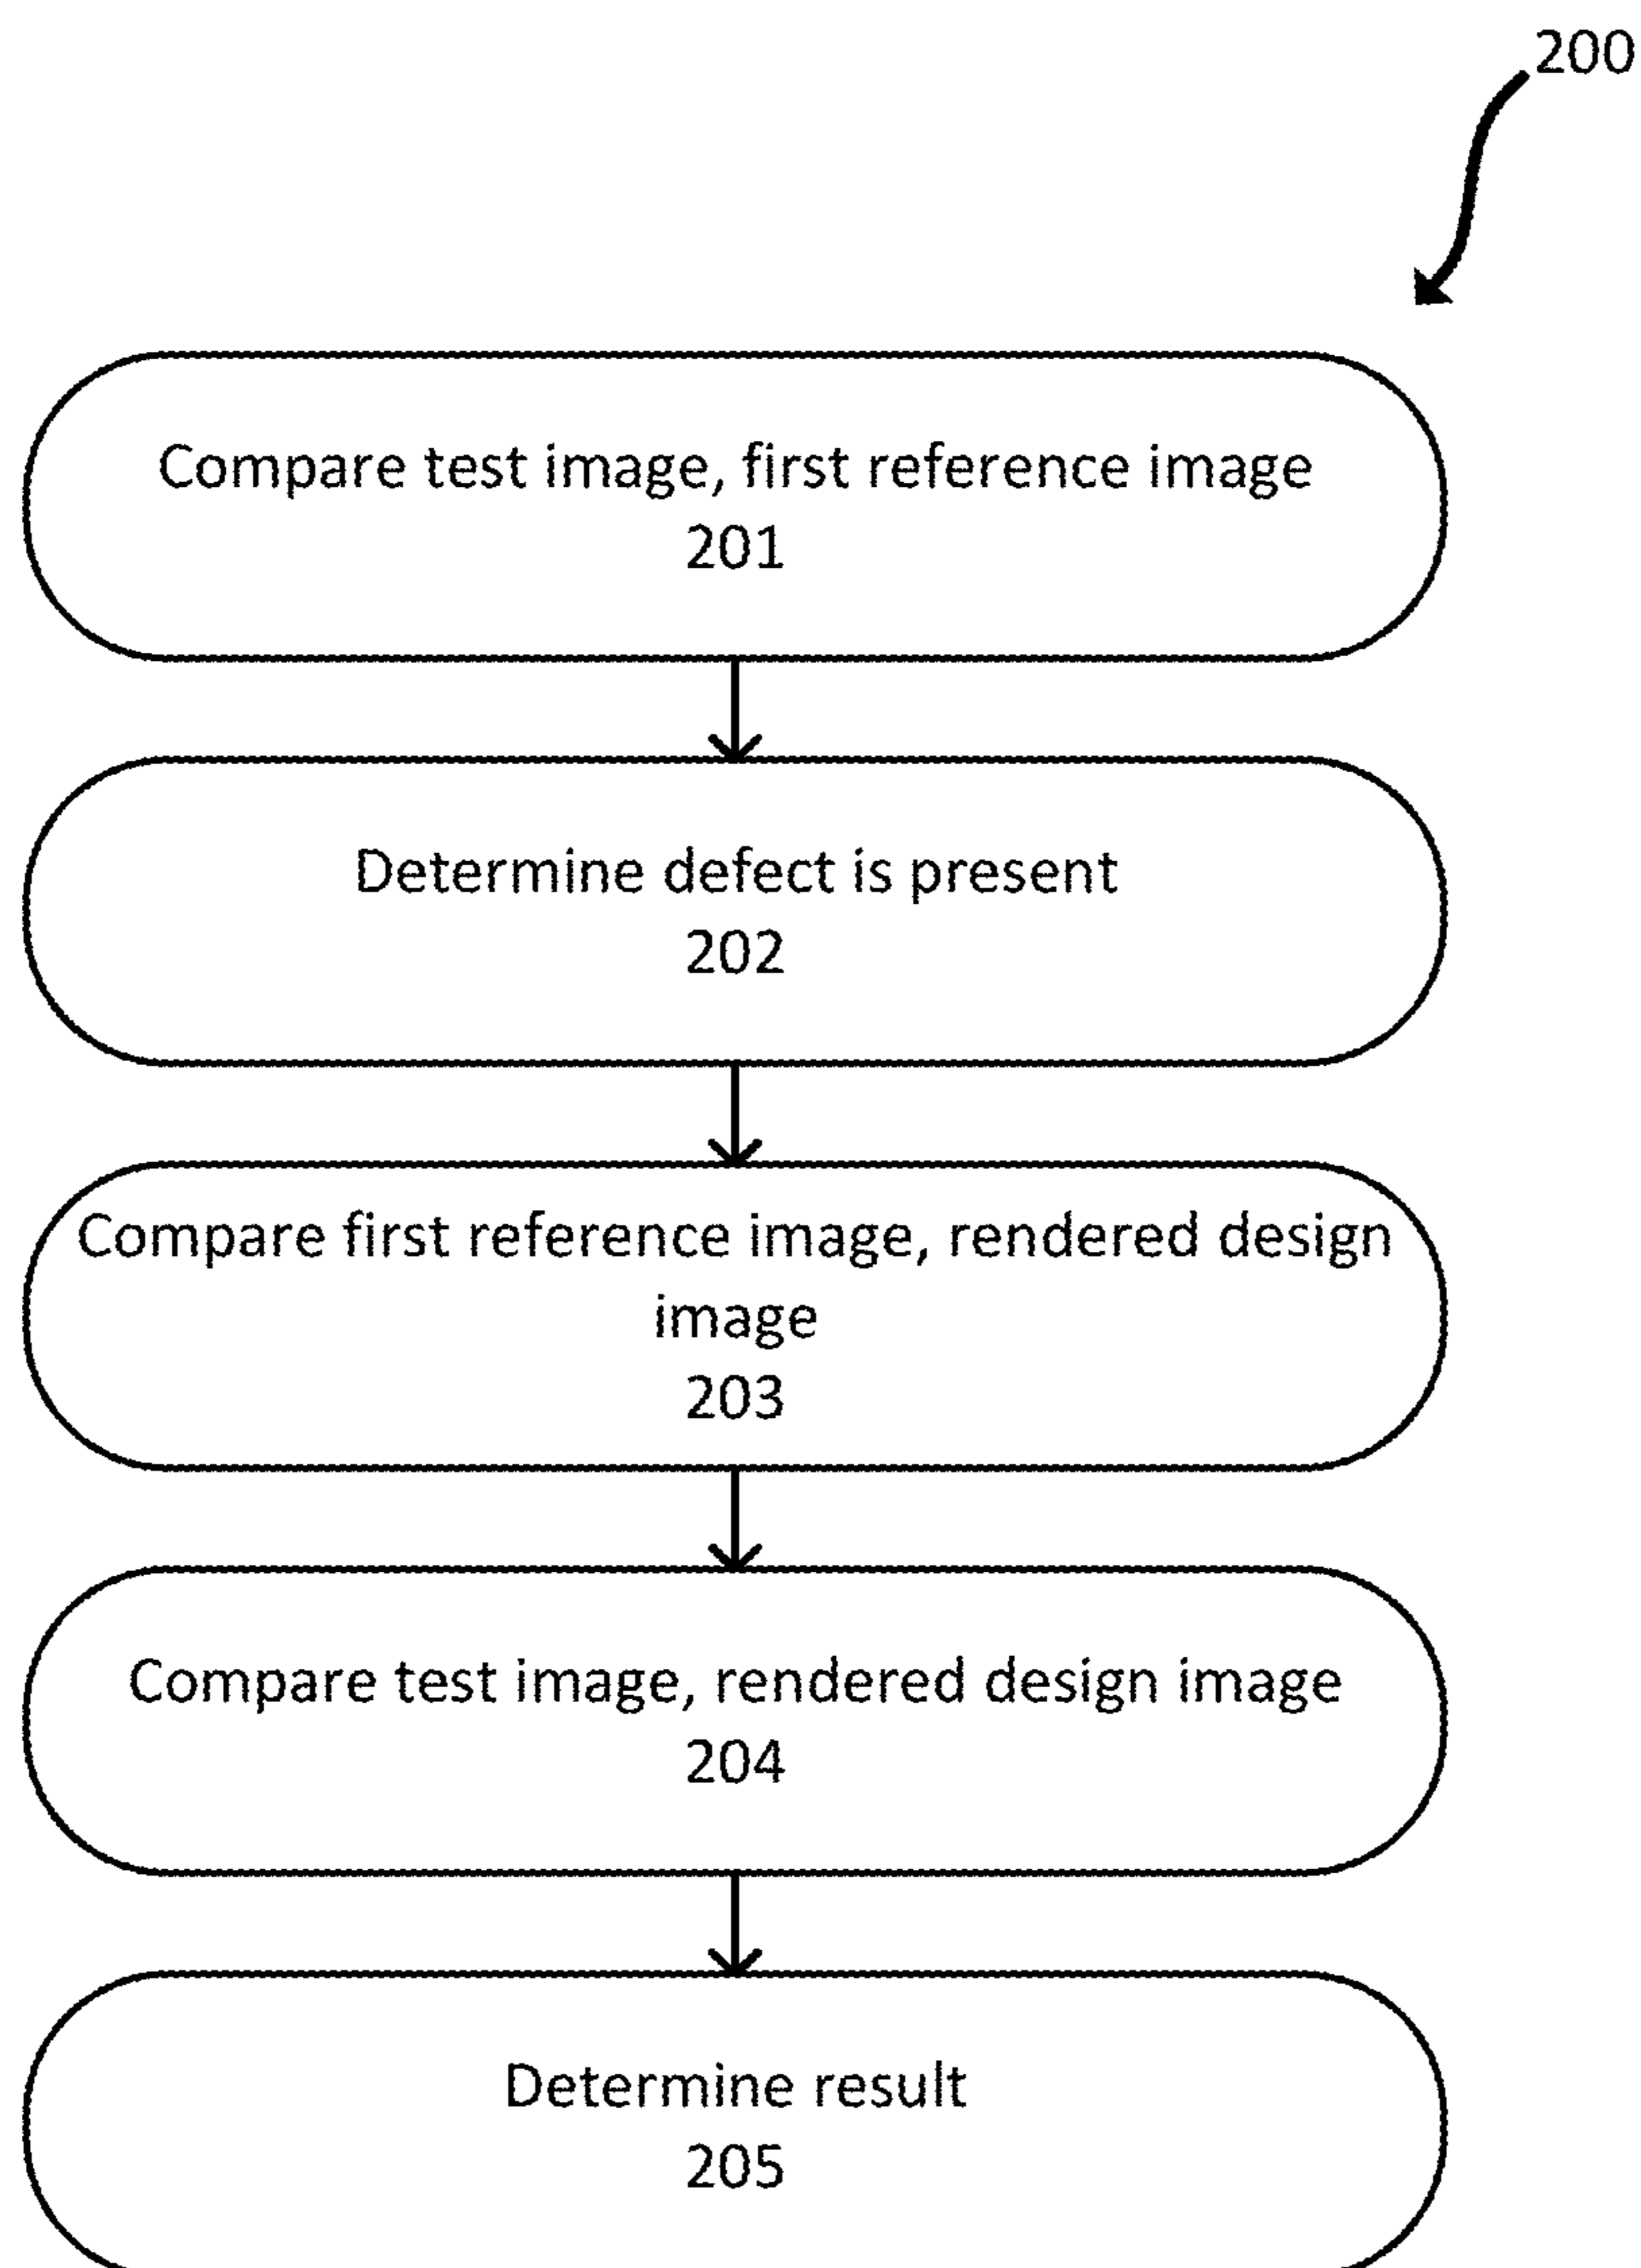 200
Compare test image, first reference image
201
Determine defect is present
202
Compare first reference image, rendered design
image
203
Compare test image, rendered design image
204
Determine result
205